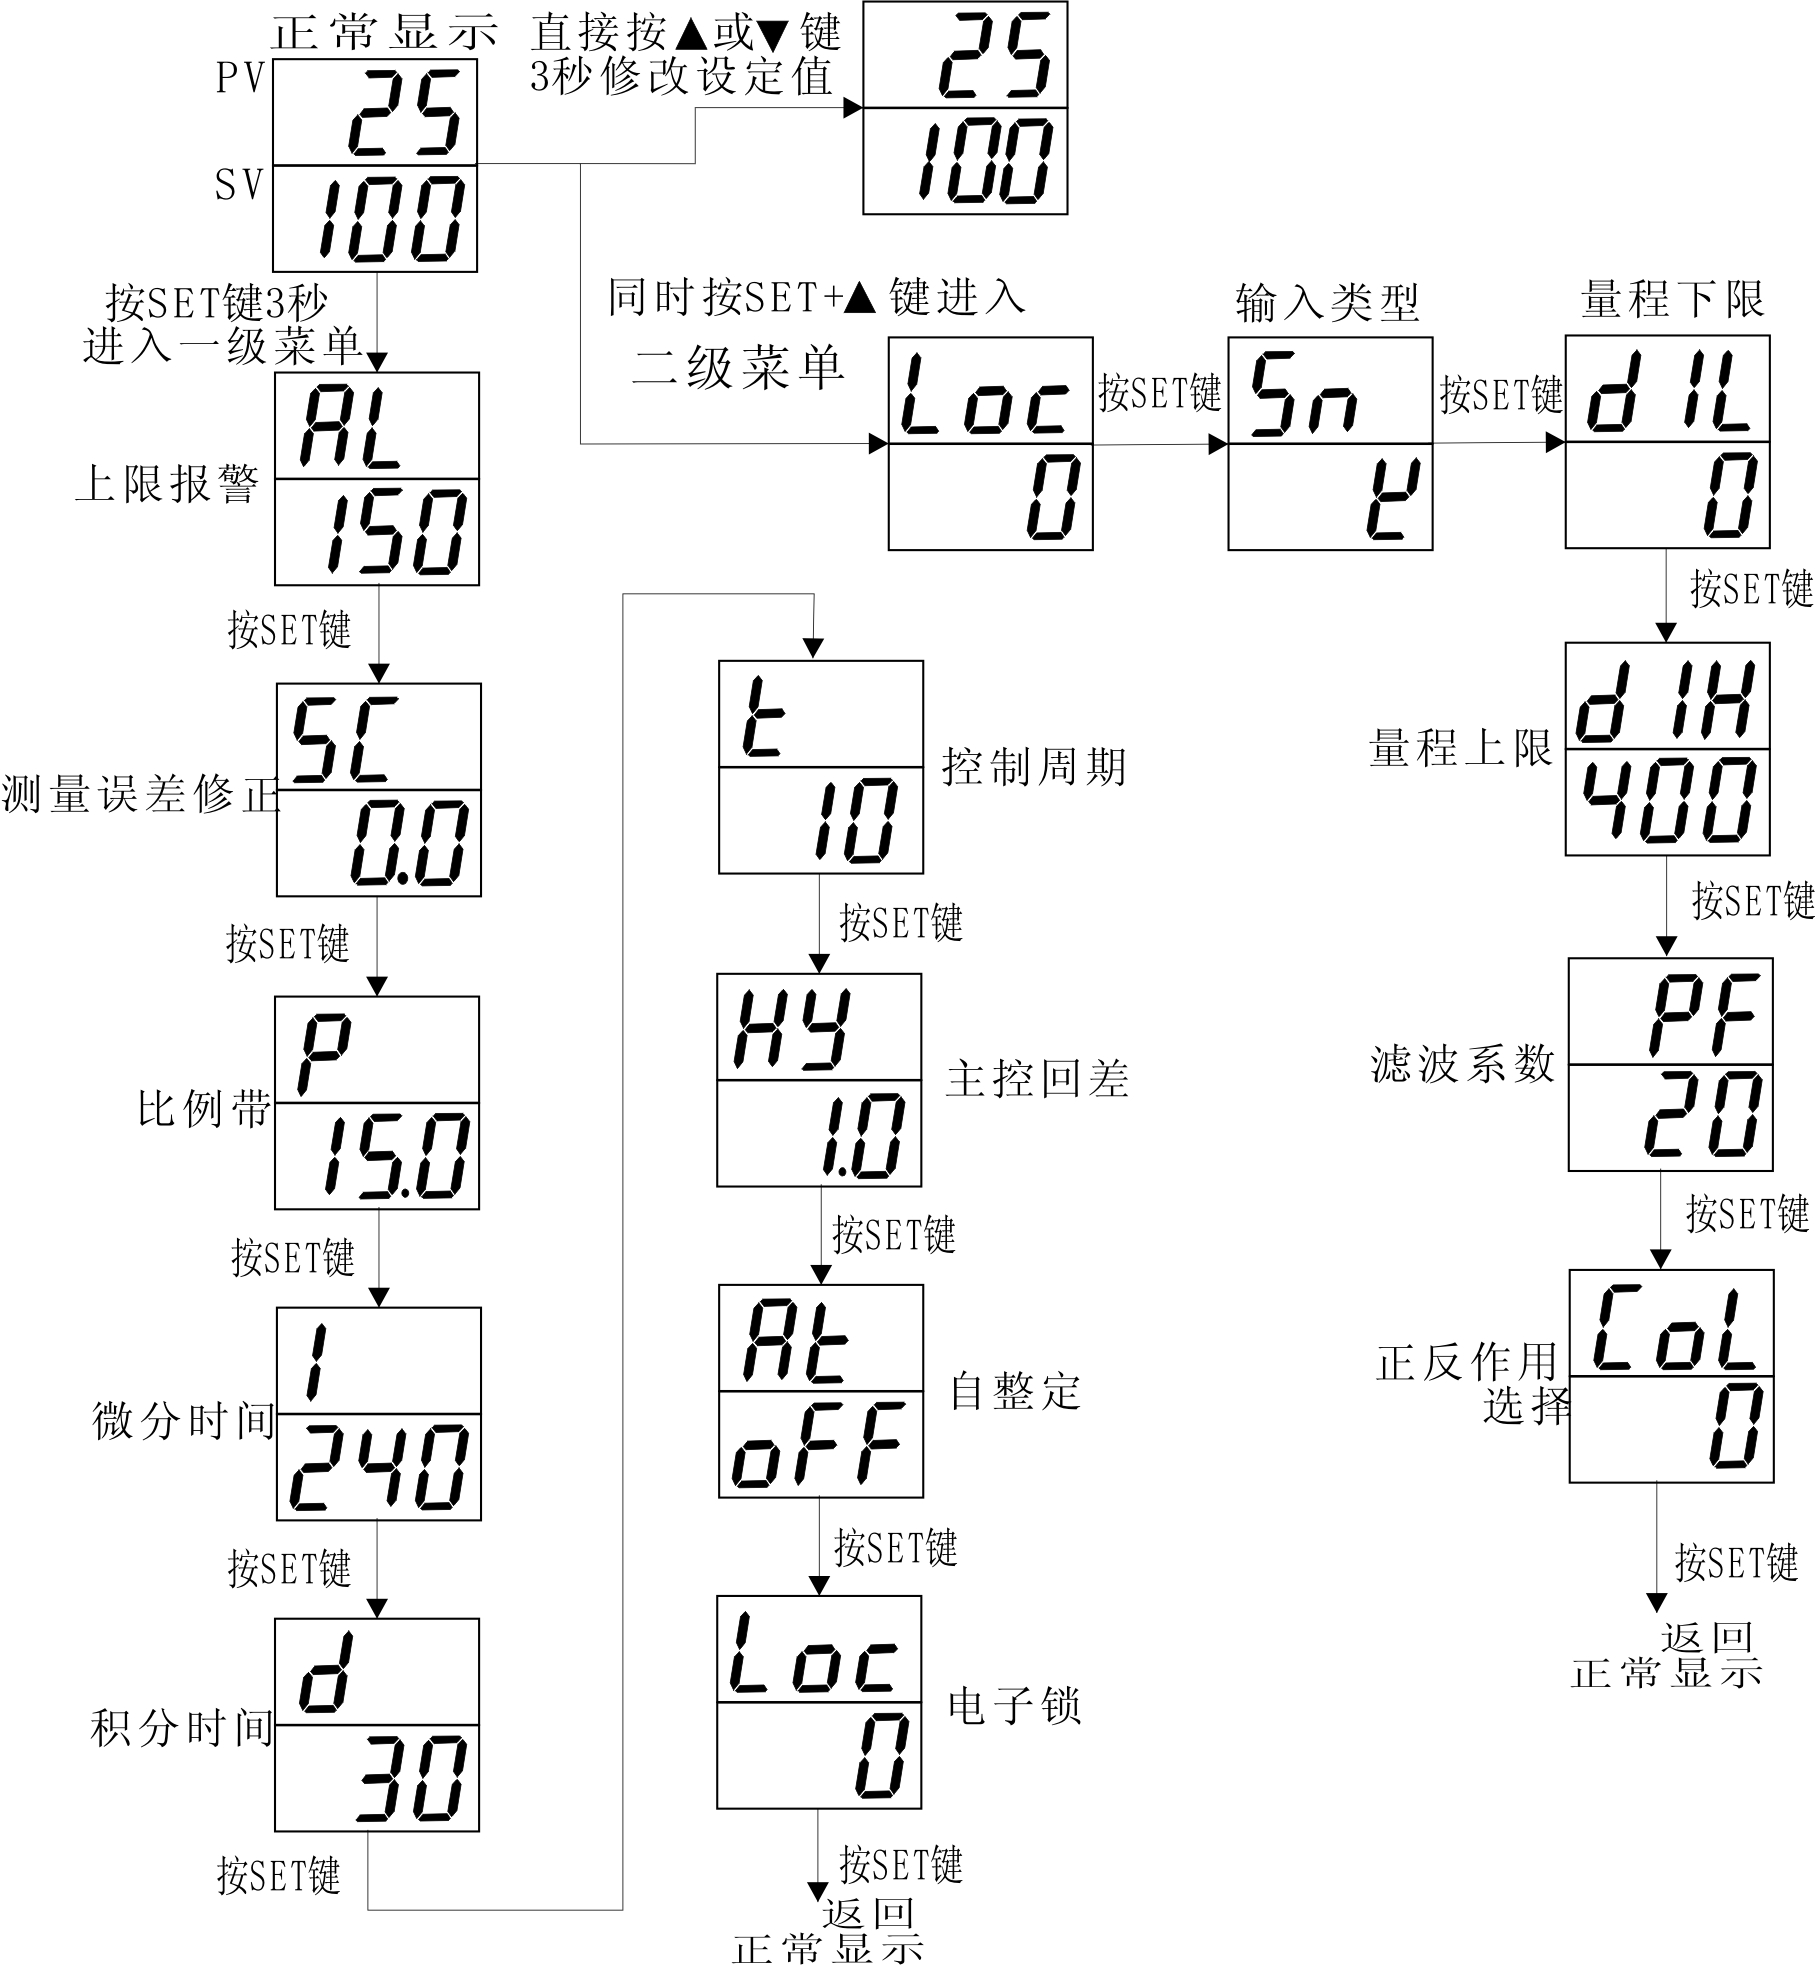 正常显示
PV 25
SV 100
直接按▲或▼键
3秒修改设定值
25
100
按SET键3秒
进入一级菜单
AL
上限报警
150
按SET键
SC
测量误差修正
0.0
按SET键
P
比例带
15.0
按SET键
I
微分时间
240
按SET键
d
积分时间
30
按SET键
t
控制周期
10
按SET键
Hy
主控回差
1.0
按SET键
At
自整定
oFF
按SET键
Loc
电子锁
0
按SET键
返回
正常显示
同时按SET+▲键进入
二级菜单
Loc
0
按SET键
输入类型
Sn
按SET键
量程下限
dIL
0
按SET键
dIH
量程上限
400
按SET键
PF
滤波系数
20
按SET键
CoL
正反作用
选择
0
按SET键
返回
正常显示